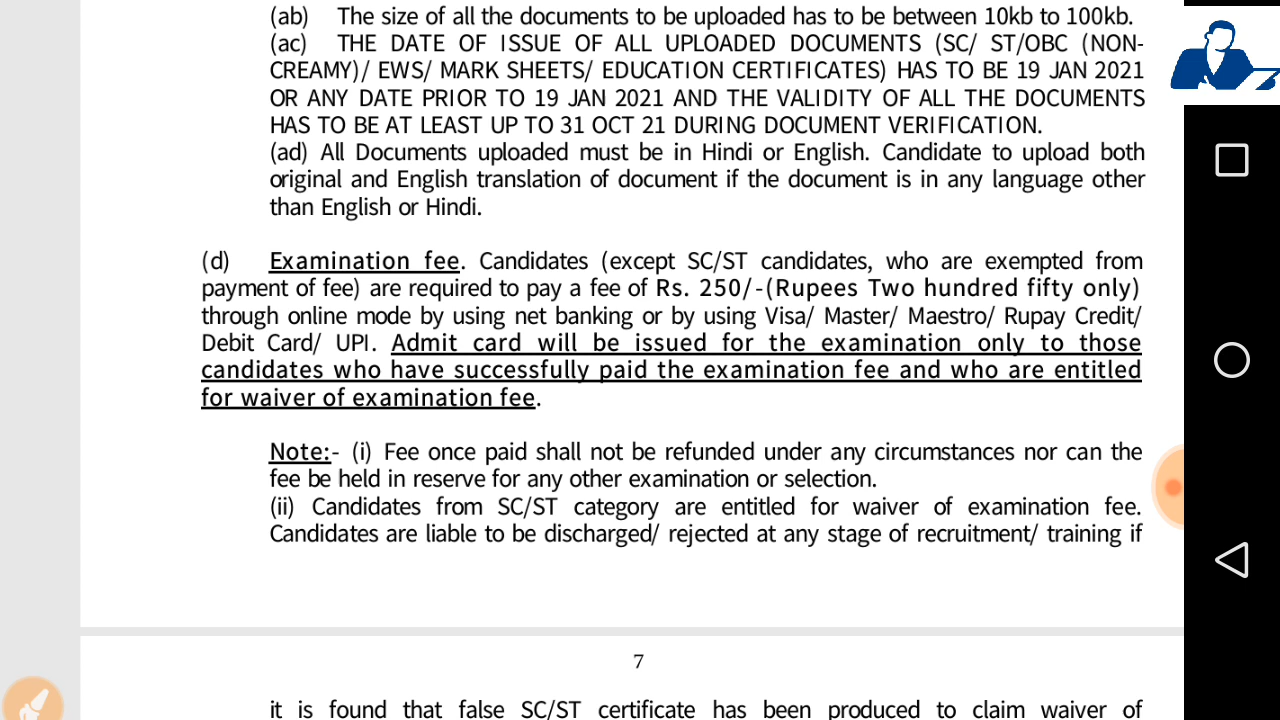 (ab) The size of all the documents to be uploaded has to be between 10kb to 100kb.
(ac) THE DATE OF ISSUE OF ALL UPLOADED DOCUMENTS (SC/ ST/OBC (NON-
CREAMY)/ EWS/ MARK SHEETS/ EDUCATION CERTIFICATES) HAS TO BE 19 JAN 2021
OR ANY DATE PRIOR TO 19 JAN 2021 AND THE VALIDITY OF ALL THE DOCUMENTS
HAS TO BE AT LEAST UP TO 31 OCT 21 DURING DOCUMENT VERIFICATION.
(ad) All Documents uploaded must be in Hindi or English. Candidate to upload both
original and English translation of document if the document is in any language other
than English or Hindi.
(d) Examination fee. Candidates (except SC/ST candidates, who are exempted from
payment of fee) are required to pay a fee of Rs. 250/-(Rupees Two hundred fifty only)
through online mode by using net banking or by using Visa/ Master/ Maestro/ Rupay Credit/
Debit Card/ UPI. Admit card will be issued for the examination only to those
candidates who have successfully paid the examination fee and who are entitled
for waiver of examination fee.
Note:- (i) Fee once paid shall not be refunded under any circumstances nor can the
fee be held in reserve for any other examination or selection.
(ii) Candidates from SC/ST category are entitled for waiver of examination fee.
Candidates are liable to be discharged/ rejected at any stage of recruitment/ training if
7
it is found that false SC/ST certificate has been produced to claim waiver of